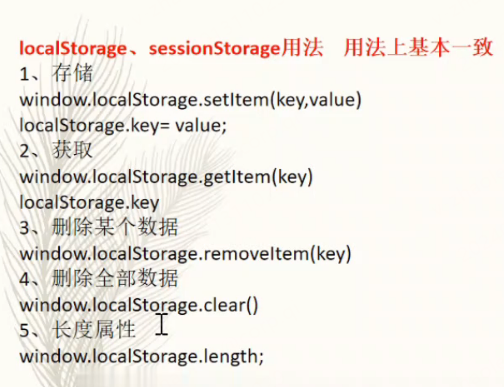 localStorage、sessionStorage用法 用法上基本一致
1、存储
window.localStorage.setItem(key,value)
localStorage.key= value;
2、获取
window.localStorage.getItem(key)
localStorage.key
3、删除某个数据
window.localStorage.removeItem(key)
4、删除全部数据
window.localStorage.clear()
5、长度属性
window.localStorage.length;